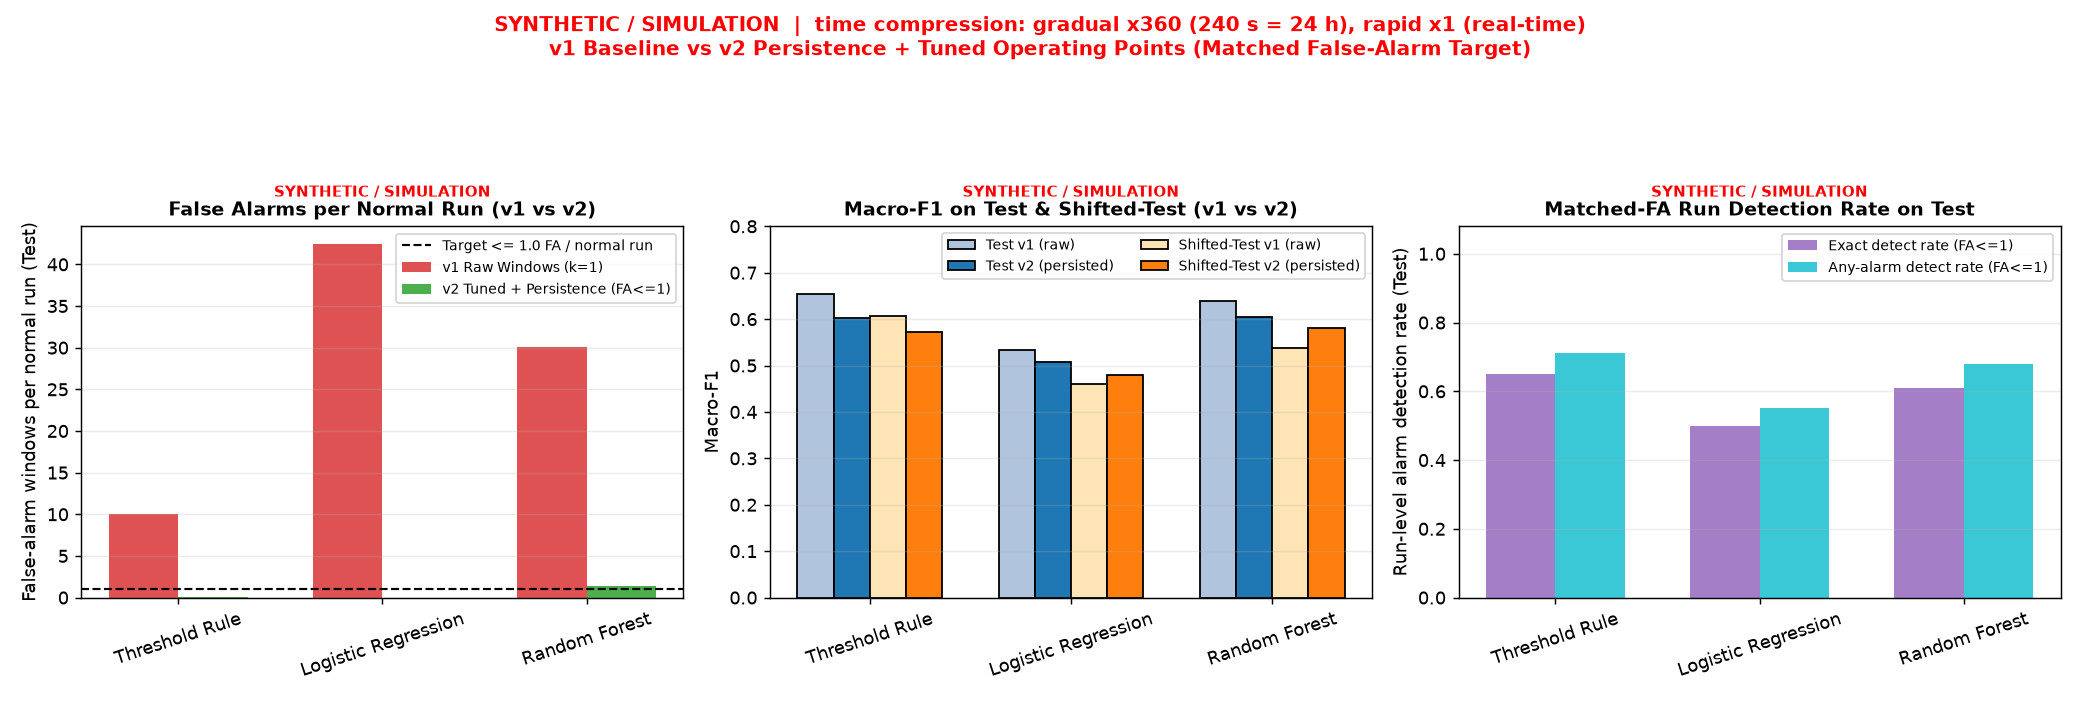 SYNTHETIC / SIMULATION | time compression: gradual x360 (240 s = 24 h), rapid x1 (real-time)
v1 Baseline vs v2 Persistence + Tuned Operating Points (Matched False-Alarm Target)
SYNTHETIC / SIMULATION
False Alarms per Normal Run (v1 vs v2)
False-alarm windows per normal run (Test)
40
35
30
25
20
15
10
5
0
Target <= 1.0 FA / normal run
v1 Raw Windows (k=1)
v2 Tuned + Persistence (FA<=1)
Threshold Rule
Logistic Regression
Random Forest
SYNTHETIC / SIMULATION
Macro-F1 on Test & Shifted-Test (v1 vs v2)
Macro-F1
0.8
0.7
0.6
0.5
0.4
0.3
0.2
0.1
0.0
Test v1 (raw)
Test v2 (persisted)
Shifted-Test v1 (raw)
Shifted-Test v2 (persisted)
Threshold Rule
Logistic Regression
Random Forest
SYNTHETIC / SIMULATION
Matched-FA Run Detection Rate on Test
Run-level alarm detection rate (Test)
1.0
0.8
0.6
0.4
0.2
0.0
Exact detect rate (FA<=1)
Any-alarm detect rate (FA<=1)
Threshold Rule
Logistic Regression
Random Forest